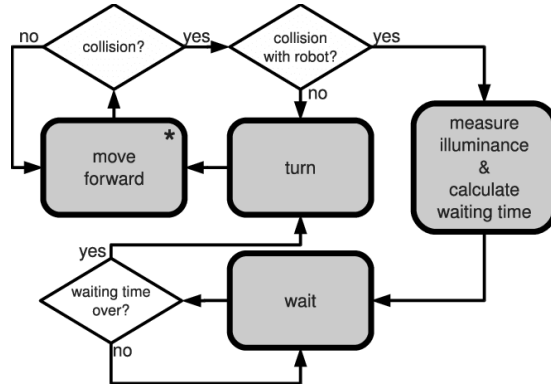 no
collision?
yes
collision
with robot?
yes
no
move
forward
*
turn
measure
illuminance
&
calculate
waiting time
yes
waiting time
over?
wait
no